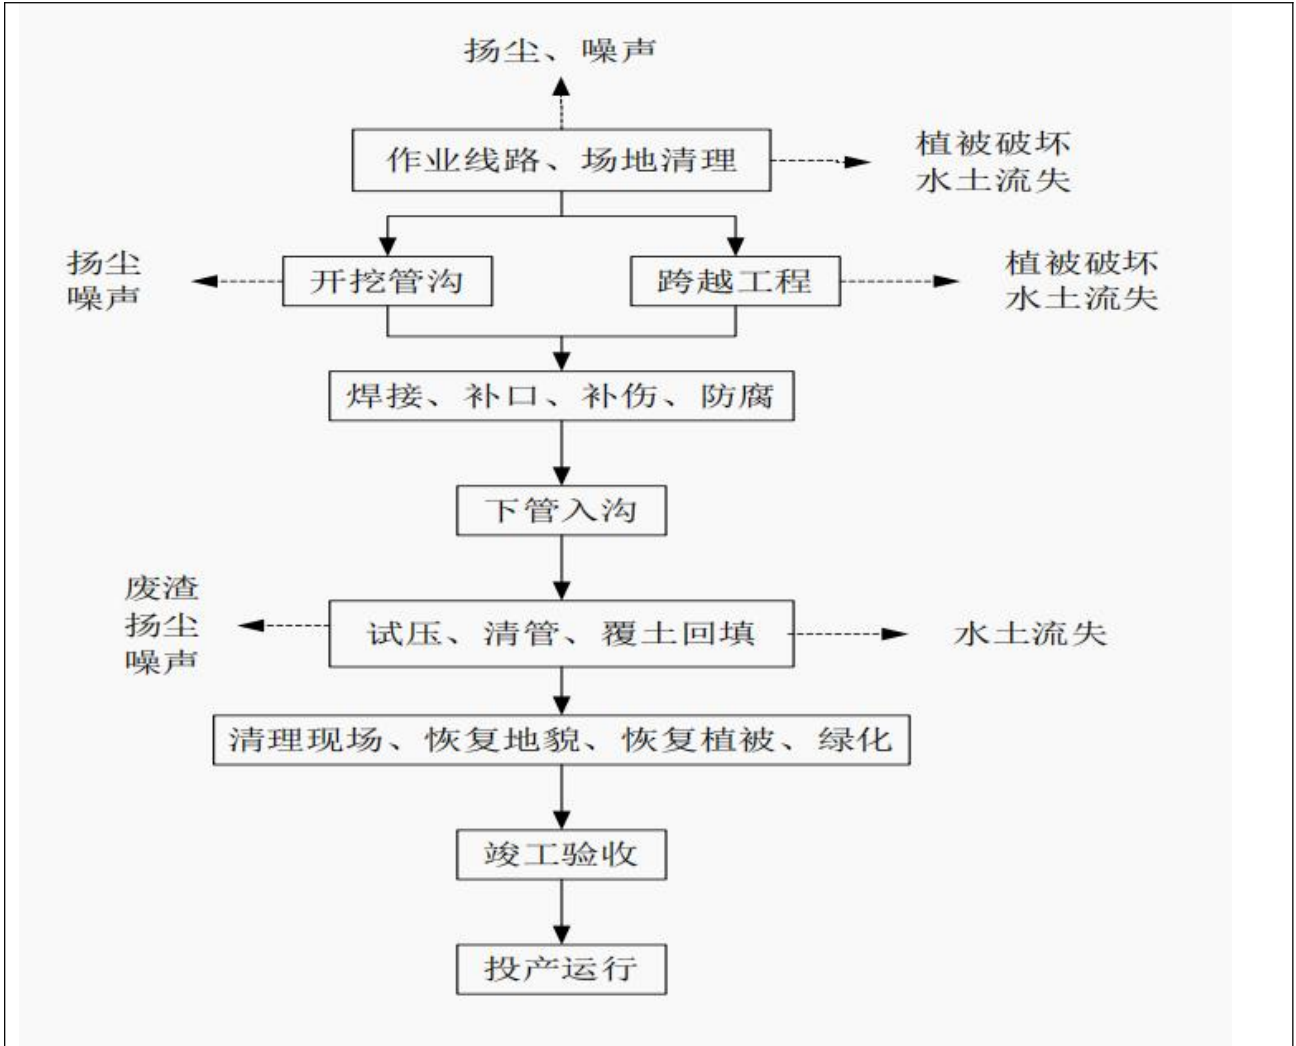 扬尘、噪声
作业线路、场地清理
植被破坏
水土流失
扬尘
噪声
开挖管沟
跨越工程
植被破坏
水土流失
焊接、补口、补伤、防腐
下管入沟
废渣
扬尘
噪声
试压、清管、覆土回填
水土流失
清理现场、恢复地貌、恢复植被、绿化
竣工验收
投产运行